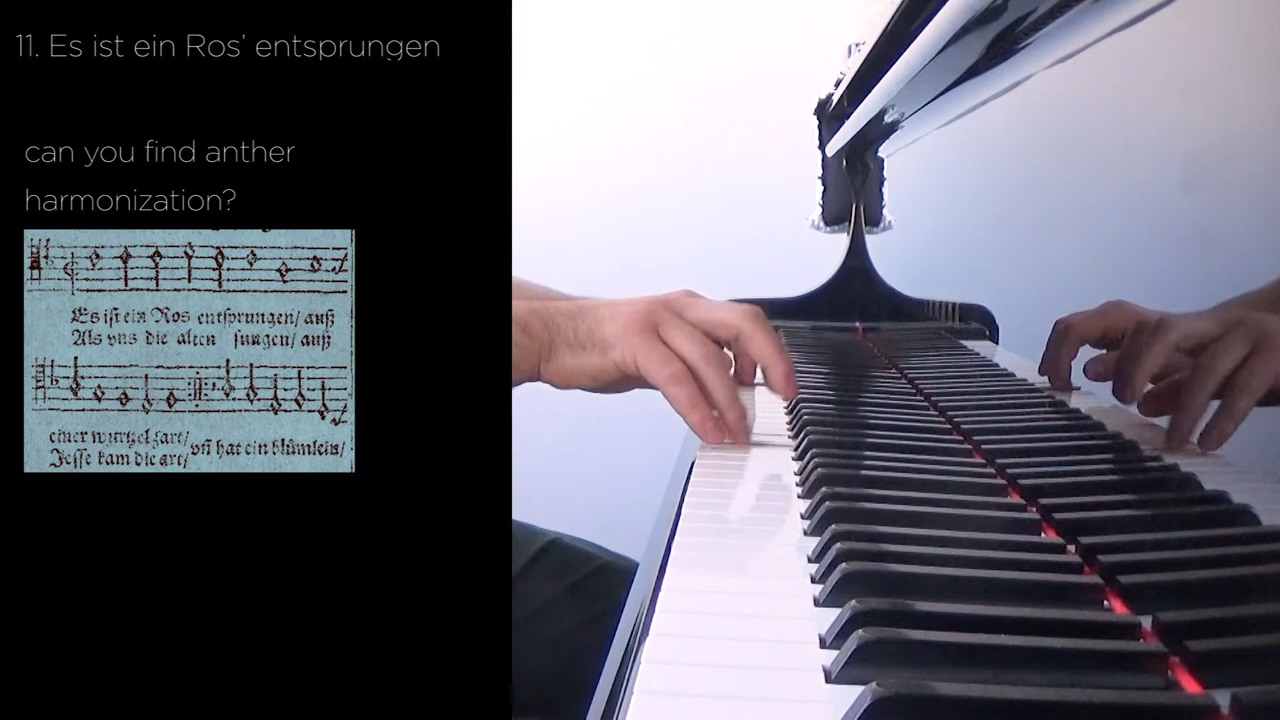 11. Es ist ein Ros’ entsprungen
can you find anther
harmonization?
Es ist ein Ros entsprungen/ auß
Als vns die alten sungen/ auß
einer wurtzel zart/
Jesse kam die art/ vñ hat ein blümlein/